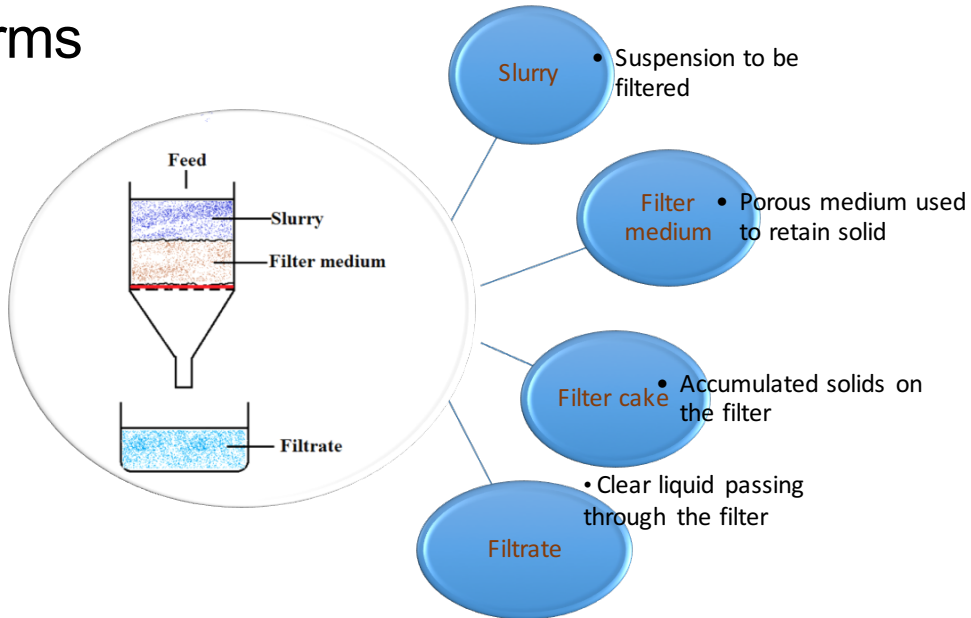 rms
Feed
Slurry
Filter medium
Filtrate
Slurry
• Suspension to be
filtered
Filter
medium
• Porous medium used
to retain solid
Filter cake
• Accumulated solids on
the filter
• Clear liquid passing
through the filter
Filtrate